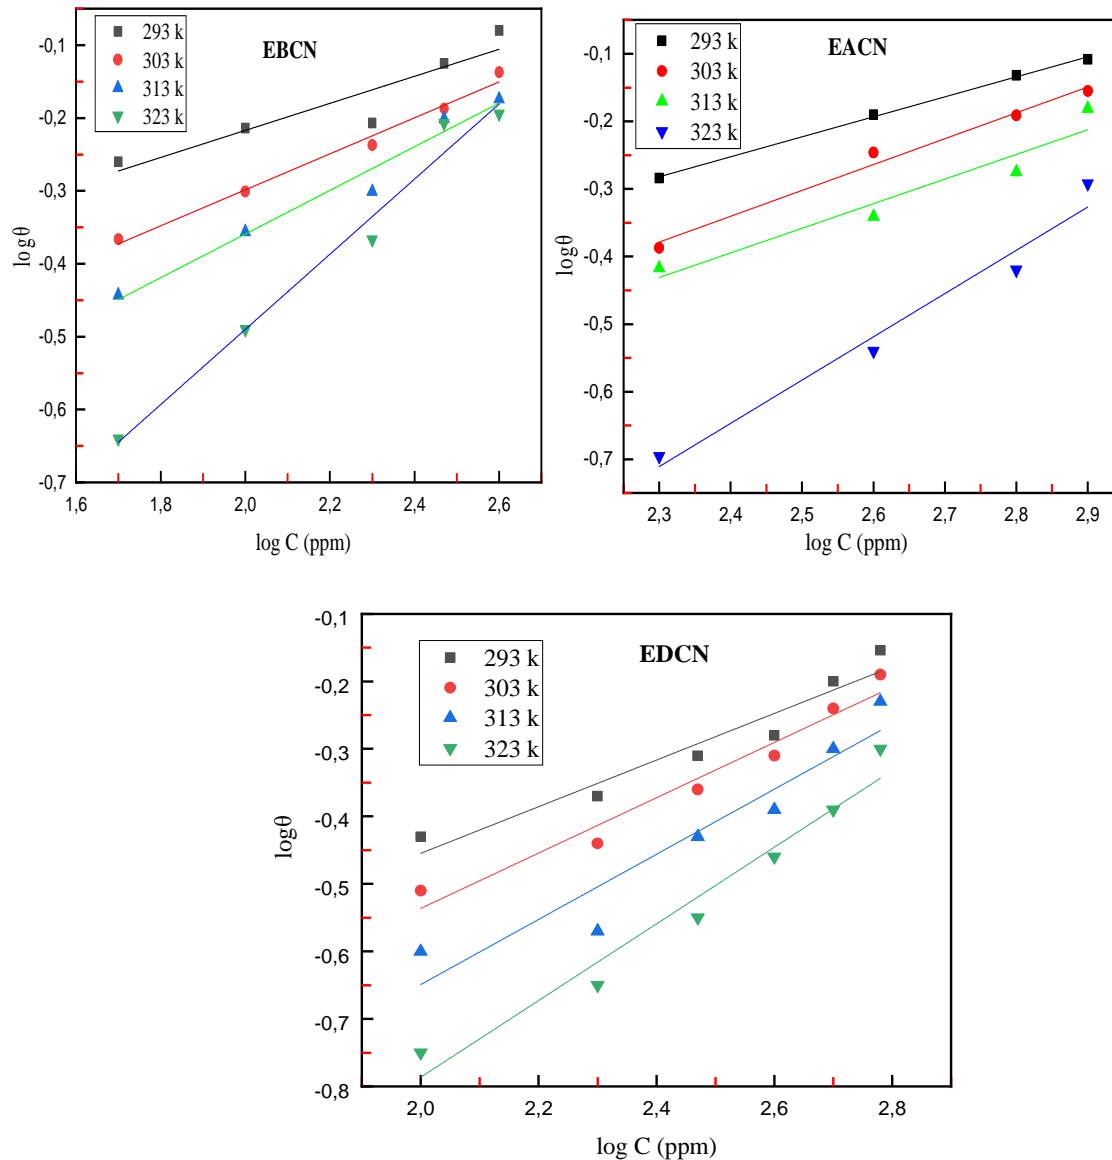 EBCN
293 k
303 k
313 k
323 k
-0,1
-0,2
-0,3
-0,4
-0,5
-0,6
-0,7
logθ
1,6 1,8 2,0 2,2 2,4 2,6
log C (ppm)
EACN
293 k
303 k
313 k
323 k
-0,1
-0,2
-0,3
-0,4
-0,5
-0,6
-0,7
logθ
2,3 2,4 2,5 2,6 2,7 2,8 2,9
log C (ppm)
EDCN
293 k
303 k
313 k
323 k
-0,1
-0,2
-0,3
-0,4
-0,5
-0,6
-0,7
-0,8
logθ
2,0 2,2 2,4 2,6 2,8
log C (ppm)